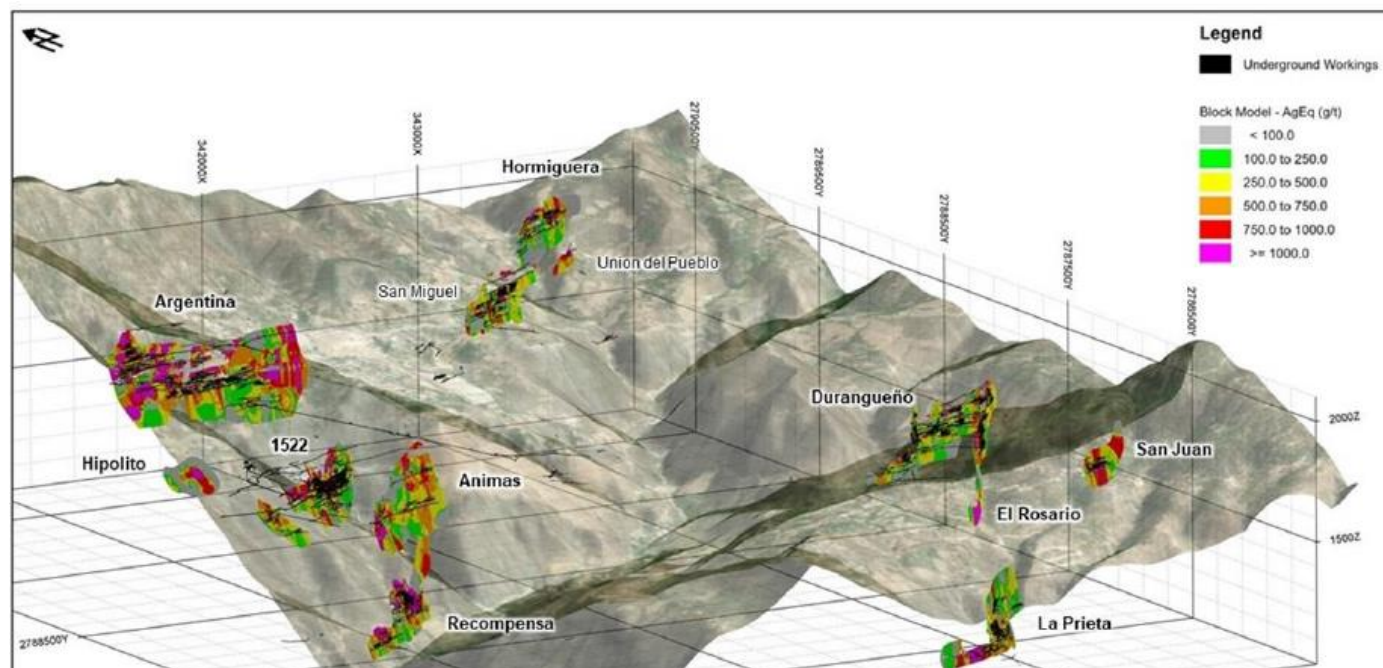 Legend
Underground Workings
Block Model - AgEq (g/t)
< 100.0
100.0 to 250.0
250.0 to 500.0
500.0 to 750.0
750.0 to 1000.0
>= 1000.0
342000X
343000X
2790500Y
2789500Y
2788500Y
2787500Y
2786500Y
Hormiguera
Union del Pueblo
San Miguel
Argentina
Durangueño
2000Z
1522
Hipolito
Animas
San Juan
El Rosario
1500Z
Recompensa
La Prieta
2788500Y